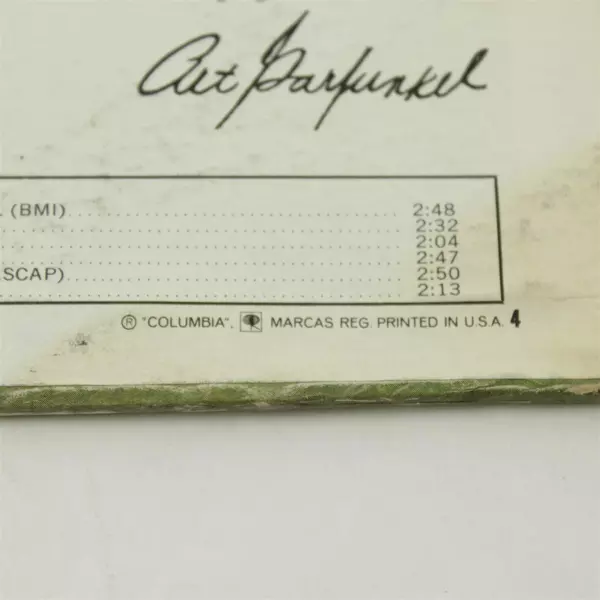 Art Garfunkel
. (BMI) 2:48
2:32
2:04
2:47
SCAP) 2:50
2:13
® "COLUMBIA", MARCAS REG. PRINTED IN U.S.A. 4